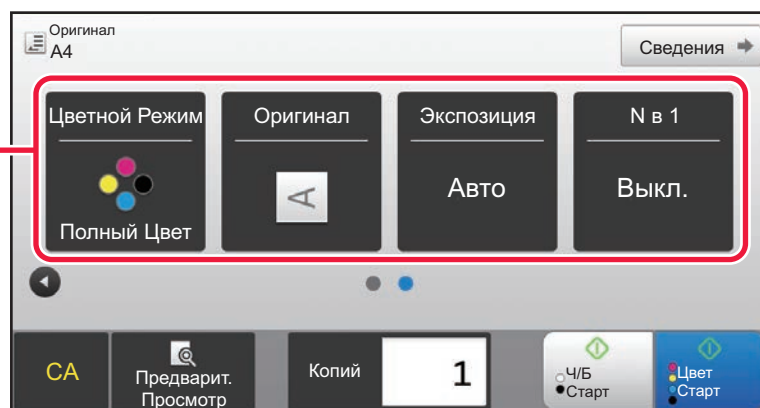 Оригинал
A4
Сведения
Цветной Режим
Оригинал
Экспозиция
N в 1
A
Авто
Выкл.
Полный Цвет
CA
Предварит.
Просмотр
Копий
1
Ч/Б
Старт
Цвет
Старт